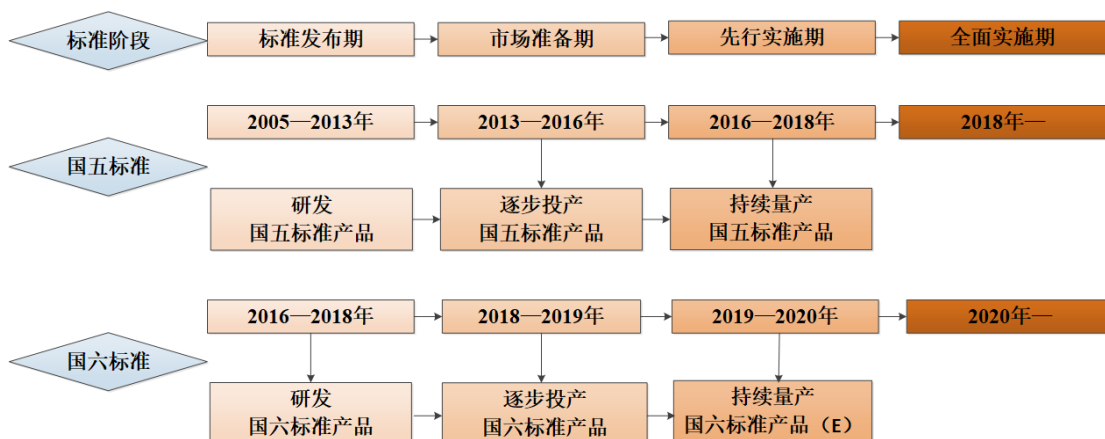 标准阶段
标准发布期
市场准备期
先行实施期
全面实施期
国五标准
2005—2013年
2013—2016年
2016—2018年
2018年—
研发
国五标准产品
逐步投产
国五标准产品
持续量产
国五标准产品
国六标准
2016—2018年
2018—2019年
2019—2020年
2020年—
研发
国六标准产品
逐步投产
国六标准产品
持续量产
国六标准产品（E）